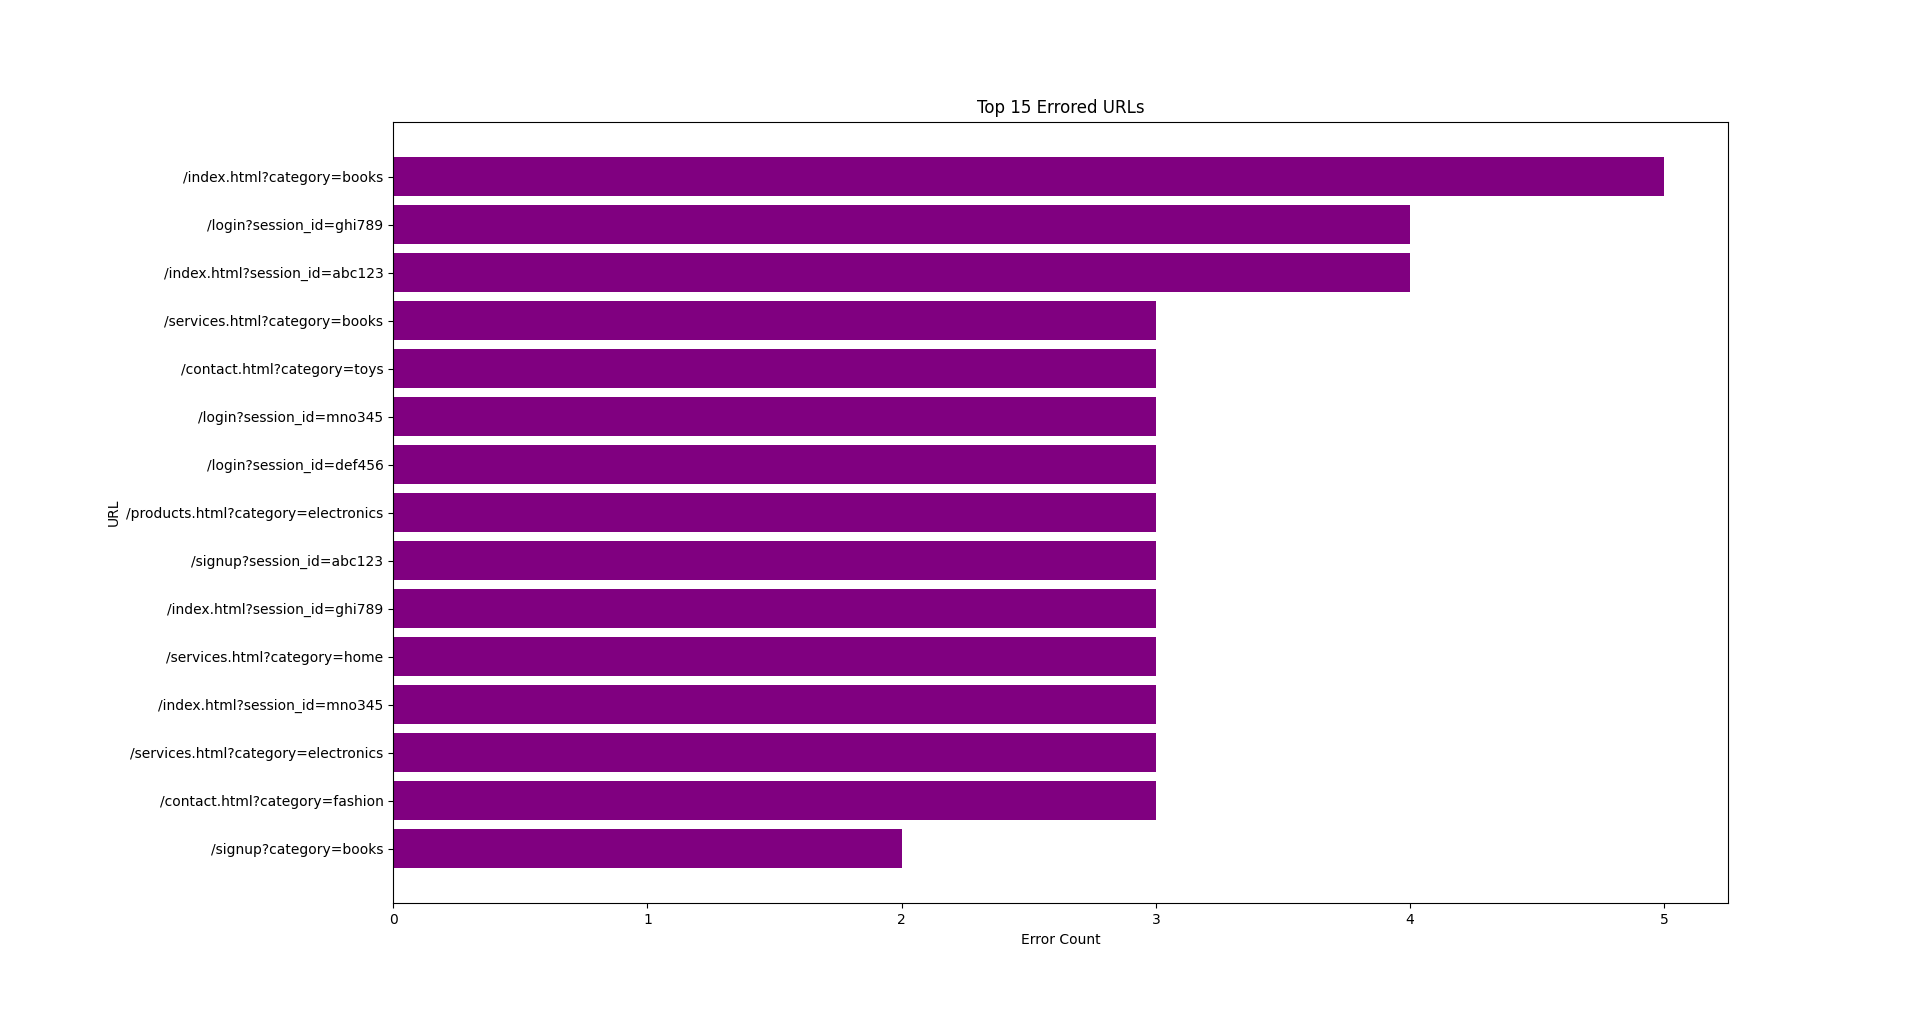 Top 15 Errored URLs
/index.html?category=books
/login?session_id=ghi789
/index.html?session_id=abc123
/services.html?category=books
/contact.html?category=toys
/login?session_id=mno345
/login?session_id=def456
URL
/products.html?category=electronics
/signup?session_id=abc123
/index.html?session_id=ghi789
/services.html?category=home
/index.html?session_id=mno345
/services.html?category=electronics
/contact.html?category=fashion
/signup?category=books
0 1 2 3 4 5
Error Count